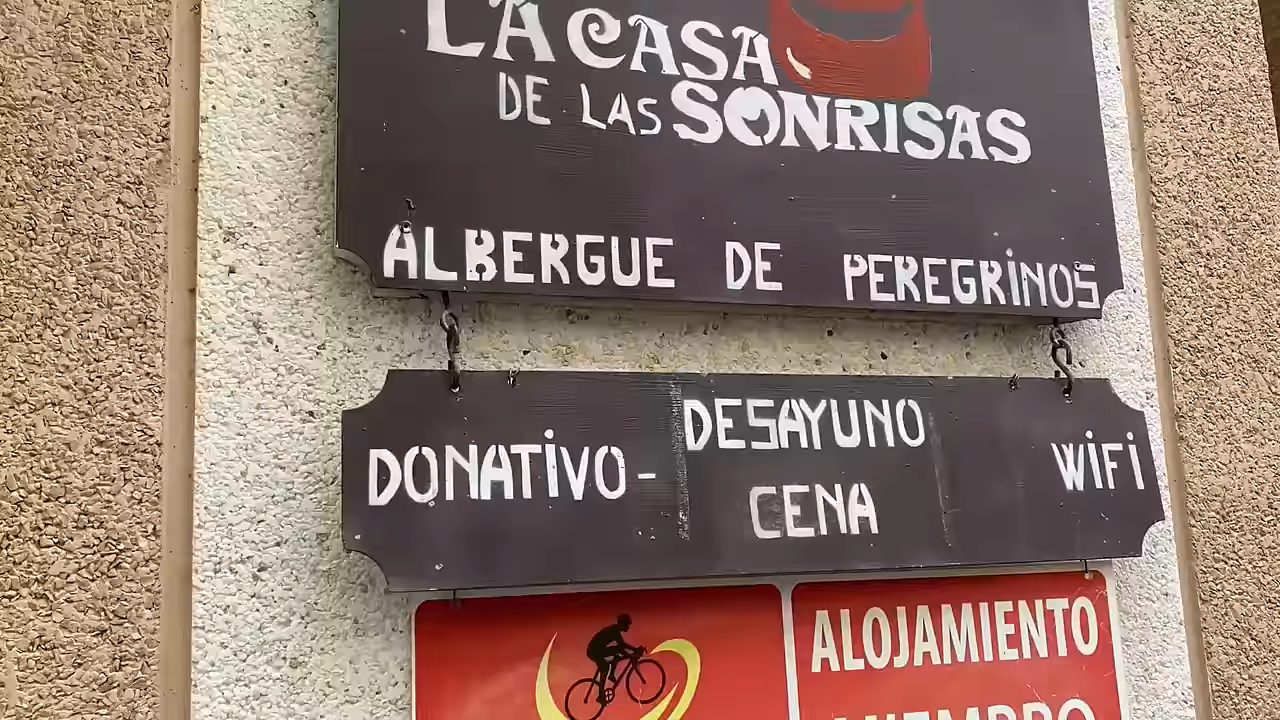 LA CASA
DE LAS SONRISAS
ALBERGUE DE PEREGRINOS
DONATIVO-
DESAYUNO
CENA
WiFi
ALOJAMIENTO